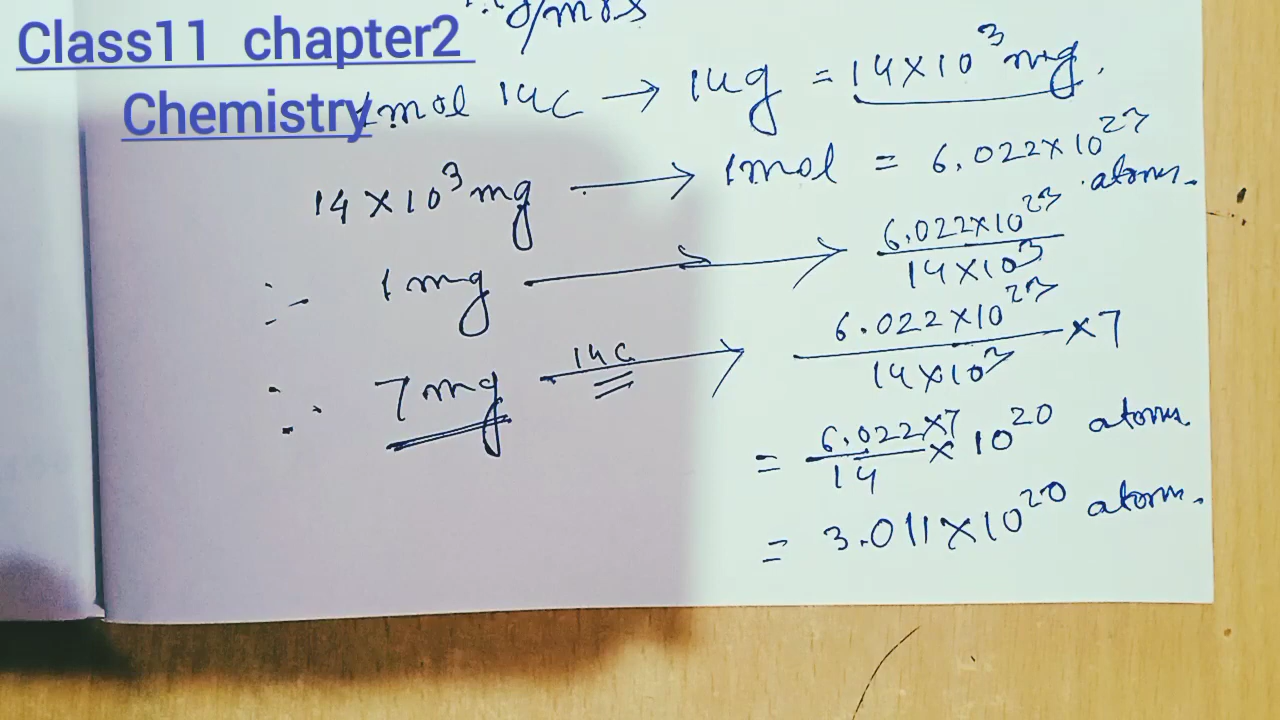 Class11 chapter2
Chemistry
g/mol
1mol 14C → 14g = 14×10³ mg.
14×10³ mg → 1mol = 6.022×10²³ atoms.
∴ 1mg → 6.022×10²³ / 14×10³
∴ 7mg 14C → 6.022×10²³ / 14×10³ ×7
= 6.022×7 / 14 × 10²⁰ atoms
= 3.011×10²⁰ atoms.